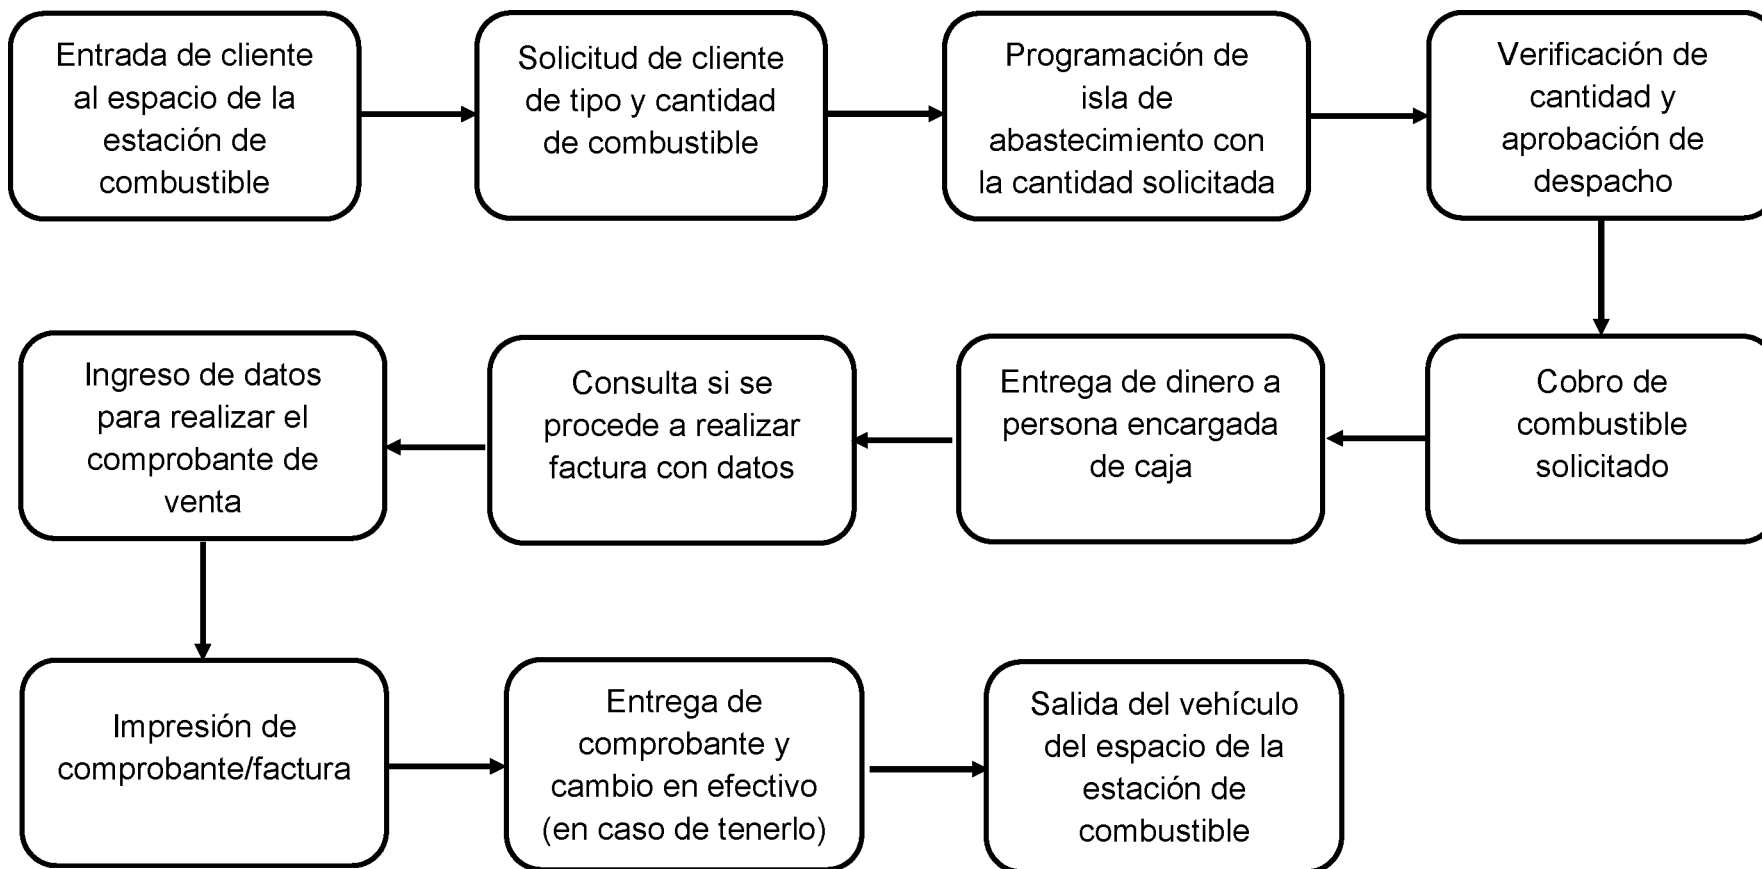 Entrada de cliente
al espacio de la
estación de
combustible
Solicitud de cliente
de tipo y cantidad
de combustible
Programación de
isla de
abastecimiento con
la cantidad solicitada
Verificación de
cantidad y
aprobación de
despacho
Cobro de
combustible
solicitado
Entrega de dinero a
persona encargada
de caja
Consulta si se
procede a realizar
factura con datos
Ingreso de datos
para realizar el
comprobante de
venta
Impresión de
comprobante/factura
Entrega de
comprobante y
cambio en efectivo
(en caso de tenerlo)
Salida del vehículo
del espacio de la
estación de
combustible